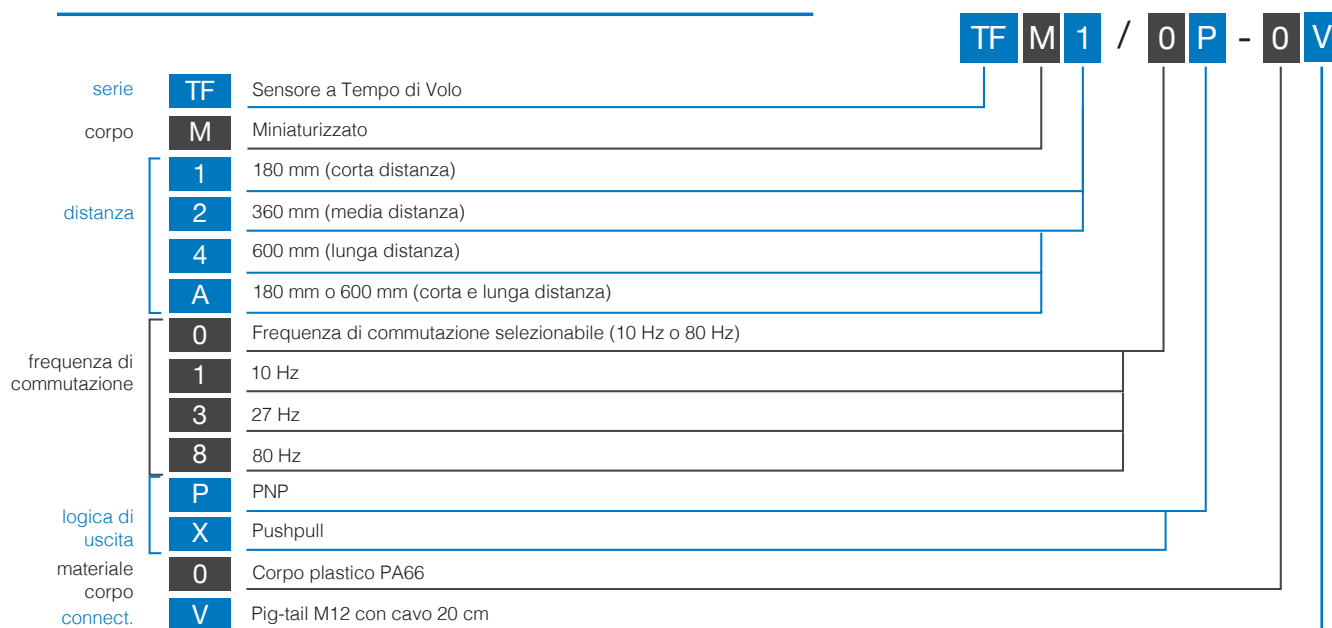 TF M 1 / 0 P - 0 V
serie TF Sensore a Tempo di Volo
corpo M Miniaturizzato
1 180 mm (corta distanza)
distanza 2 360 mm (media distanza)
4 600 mm (lunga distanza)
A 180 mm o 600 mm (corta e lunga distanza)
0 Frequenza di commutazione selezionabile (10 Hz o 80 Hz)
frequenza di
commutazione 1 10 Hz
3 27 Hz
8 80 Hz
P PNP
logica di
uscita X Pushpull
materiale
corpo 0 Corpo plastico PA66
connect. V Pig-tail M12 con cavo 20 cm